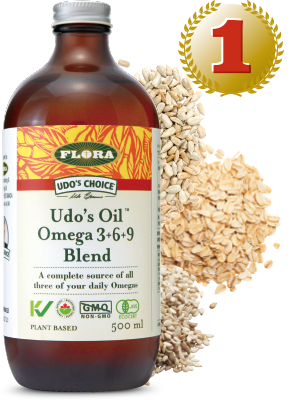 1
FLORA
UDO'S CHOICE
Udo's Oil™
Omega 3+6+9
Blend
A complete source of all
three of your daily Omegas
GMO
NON-GMO
ECOCERT
PLANT BASED
500 ml